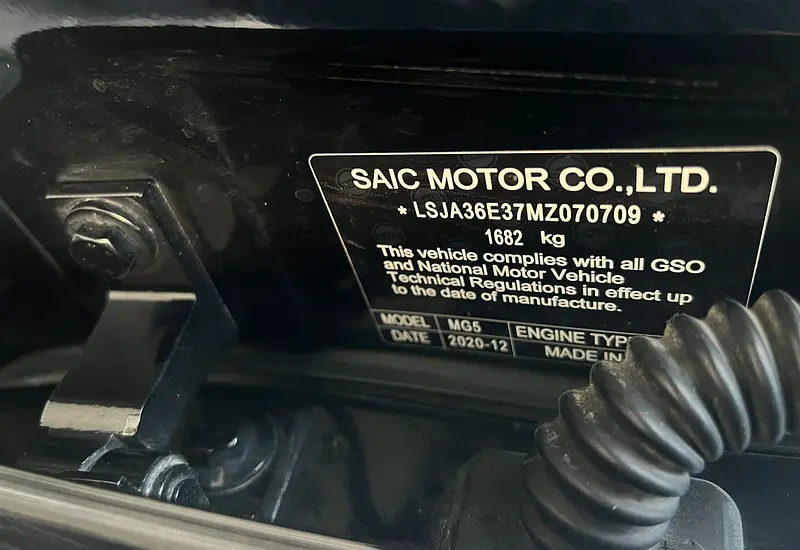 SAIC MOTOR CO.,LTD.
* LSJA36E37MZ070709 *
1682 kg
This vehicle complies with all GSO
and National Motor Vehicle
Technical Regulations in effect up
to the date of manufacture.
MODEL MG5 ENGINE TYP
DATE 2020-12 MADE IN